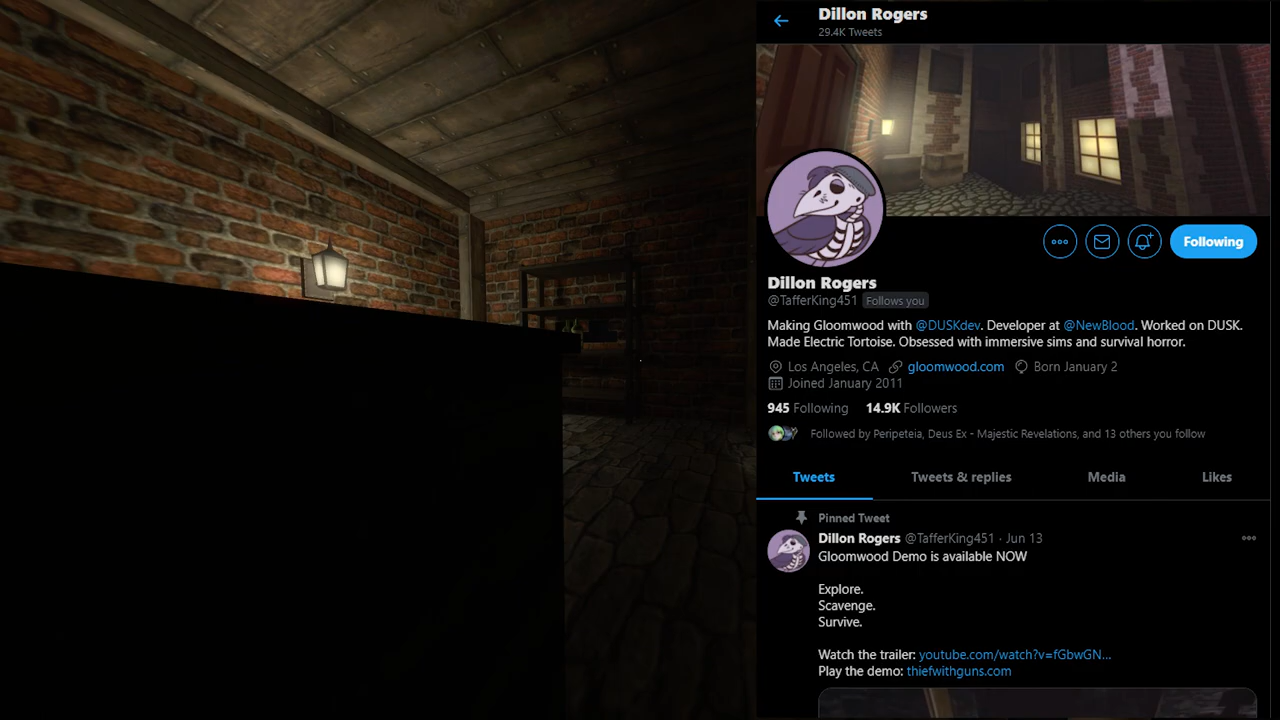 Dillon Rogers
29.4K Tweets
Following
Dillon Rogers
@TafferKing451 Follows you
Making Gloomwood with @DUSKdev. Developer at @NewBlood. Worked on DUSK.
Made Electric Tortoise. Obsessed with immersive sims and survival horror.
Los Angeles, CA gloomwood.com Born January 2
Joined January 2011
945 Following 14.9K Followers
Followed by Peripeteia, Deus Ex - Majestic Revelations, and 13 others you follow
Tweets Tweets & replies Media Likes
Pinned Tweet
Dillon Rogers @TafferKing451 · Jun 13
Gloomwood Demo is available NOW
Explore.
Scavenge.
Survive.
Watch the trailer: youtube.com/watch?v=fGbwGN...
Play the demo: thiefwithguns.com